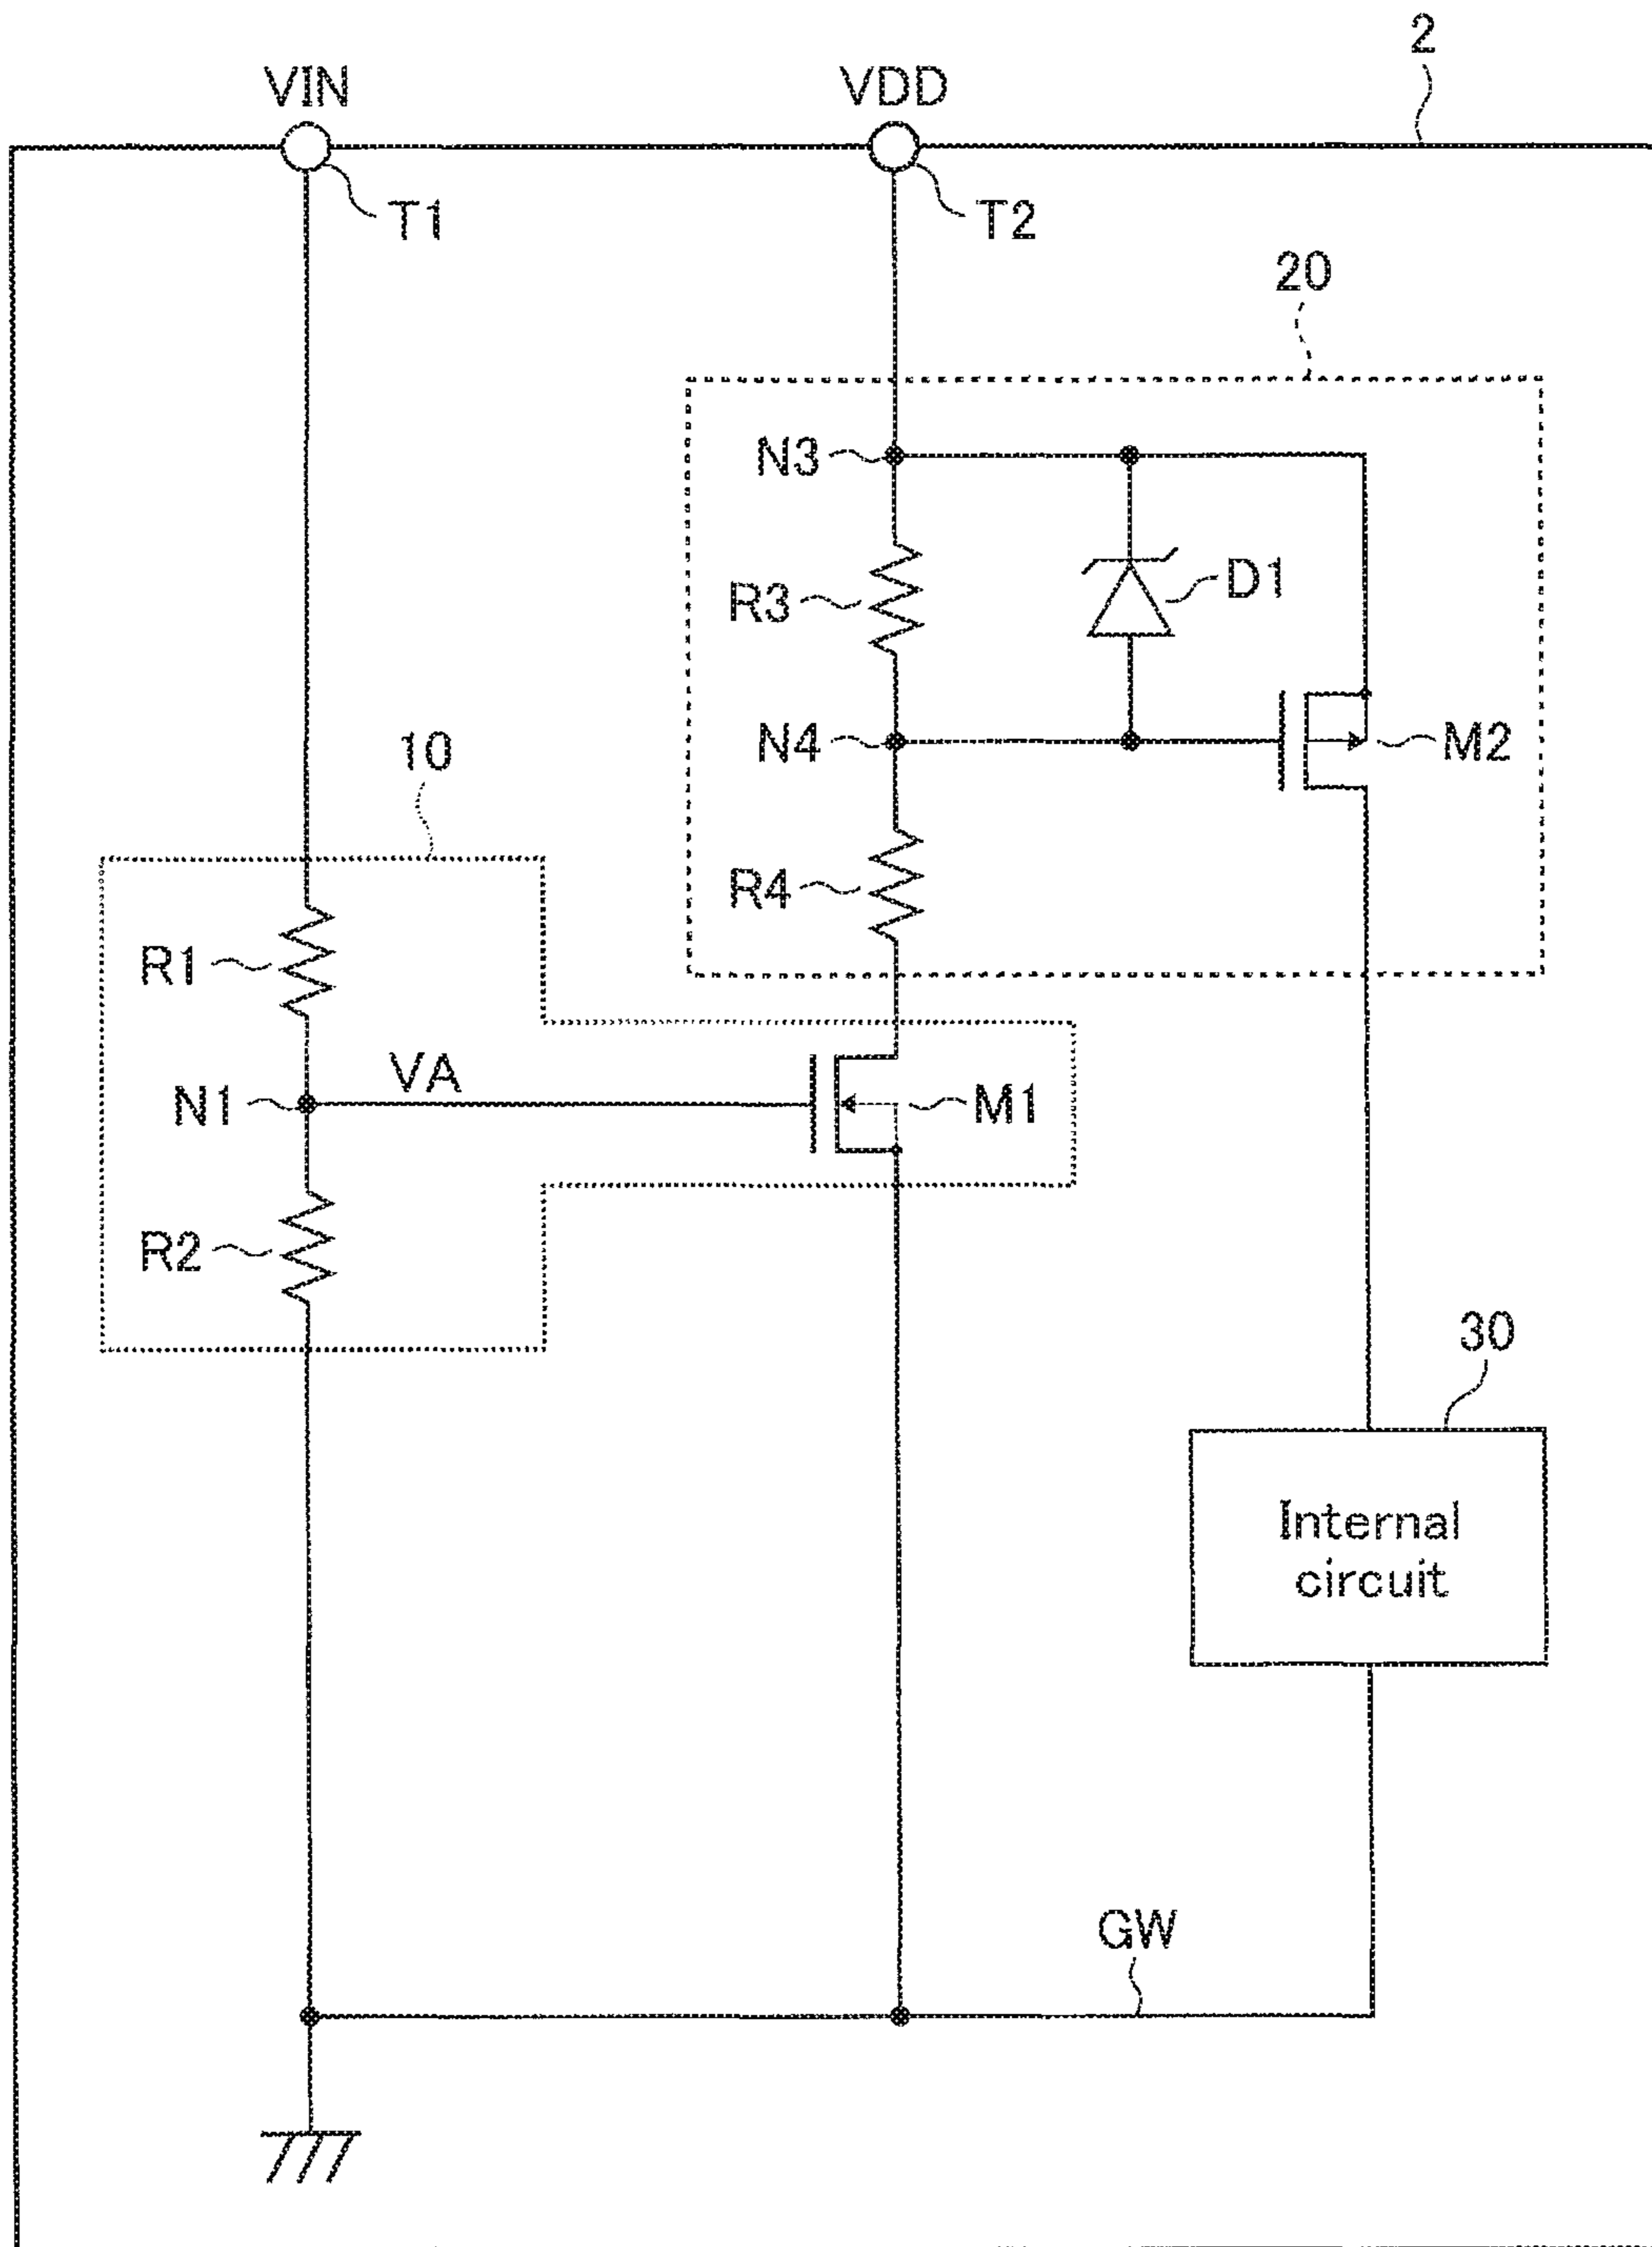 2
VIN
VDD
T1
T2
20
N3
D1
R3
10
N4
M2
R4
R1
VA
N1
M1
R2
30
Internal
circuit
GW